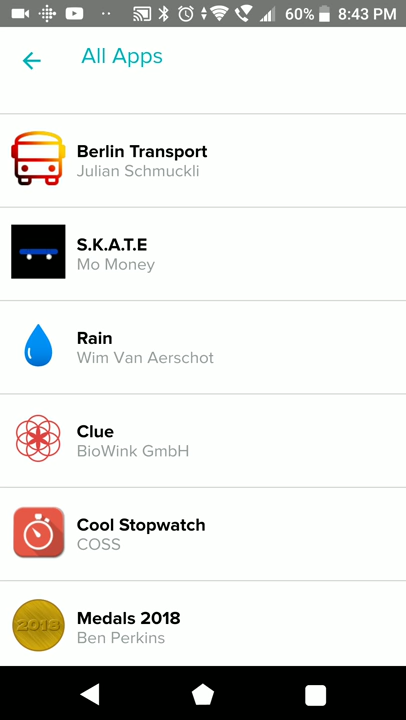 60% 8:43 PM
All Apps
Berlin Transport
Julian Schmuckli
S.K.A.T.E
Mo Money
Rain
Wim Van Aerschot
Clue
BioWink GmbH
Cool Stopwatch
COSS
2018
Medals 2018
Ben Perkins